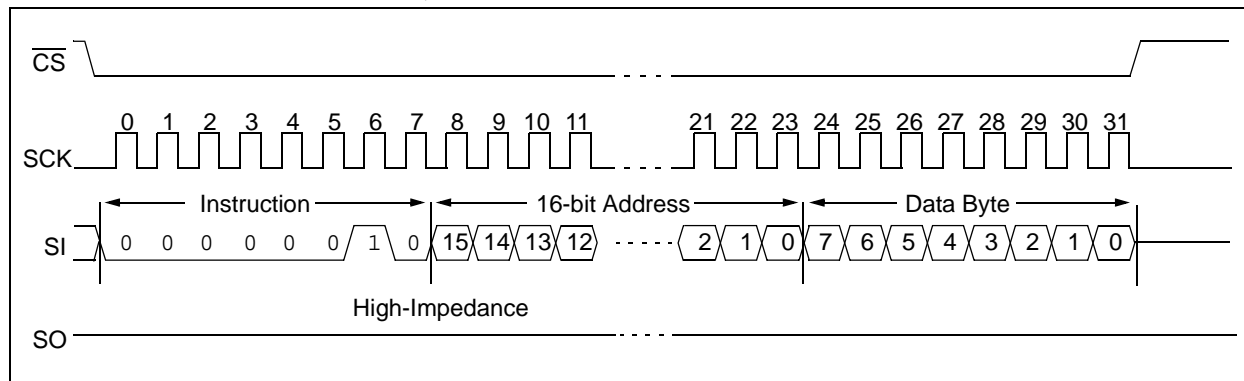 CS
0 1 2 3 4 5 6 7 8 9 10 11 21 22 23 24 25 26 27 28 29 30 31
SCK
Instruction 16-bit Address Data Byte
SI 0 0 0 0 0 0 1 0 15 14 13 12 2 1 0 7 6 5 4 3 2 1 0
High-Impedance
SO